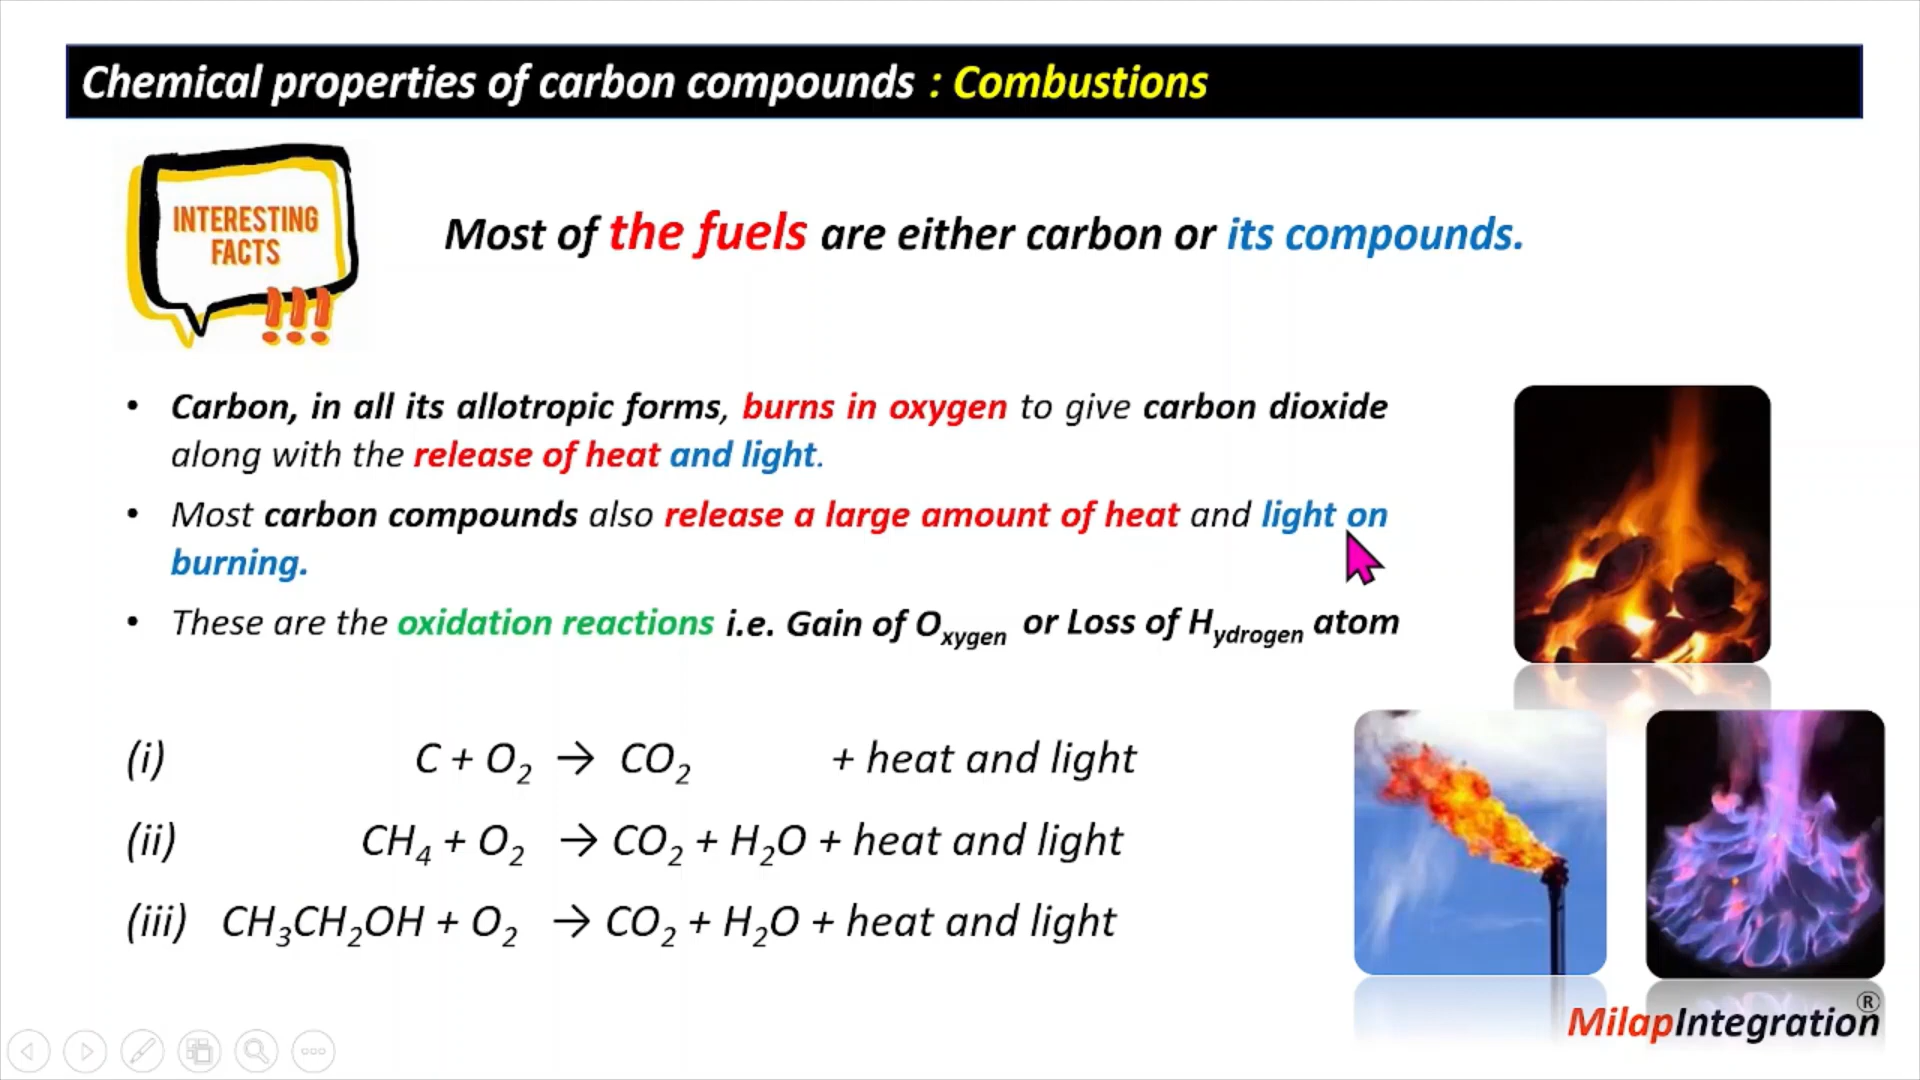 Chemical properties of carbon compounds : Combustions
INTERESTING
FACTS
!!!
Most of the fuels are either carbon or its compounds.
• Carbon, in all its allotropic forms, burns in oxygen to give carbon dioxide
along with the release of heat and light.
• Most carbon compounds also release a large amount of heat and light on
burning.
• These are the oxidation reactions i.e. Gain of Oxygen or Loss of Hydrogen atom
(i) C + O₂ → CO₂ + heat and light
(ii) CH₄ + O₂ → CO₂ + H₂O + heat and light
(iii) CH₃CH₂OH + O₂ → CO₂ + H₂O + heat and light
MilapIntegration®